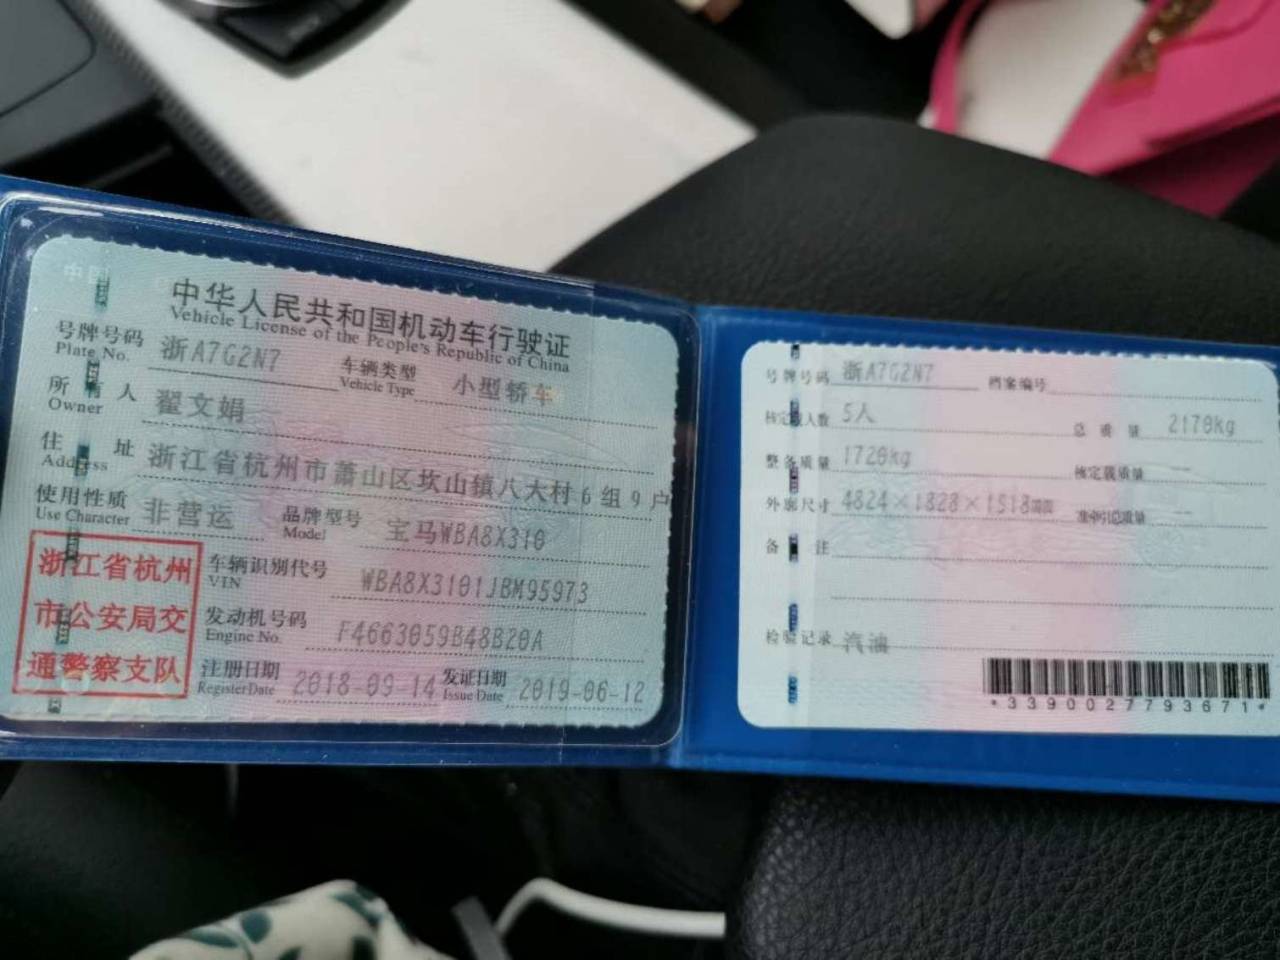 中华人民共和国机动车行驶证
Vehicle License of the People's Republic of China
号牌号码 浙A7G2N7 车辆类型 小型轿车
Plate No. Vehicle Type
所有人 翟文娟
Owner
住址 浙江省杭州市萧山区坎山镇八大村6组9户
Address
使用性质 非营运 品牌型号 宝马WBA8X310
Use Character Model
车辆识别代号 WBA8X3101JBM95973
VIN
发动机号码 F4663059B48B20A
Engine No.
注册日期 2018-09-14 发证日期 2019-06-12
Register Date Issue Date
浙江省杭州
市公安局交
通警察支队
号牌号码 浙A7G2N7 档案编号
核定载人数 5人 总质量 2170kg
整备质量 1720kg 核定载质量 —
外廓尺寸 4824×1828×1518mm 准牵引总质量 —
备注
检验记录 汽油
*3390027793671*